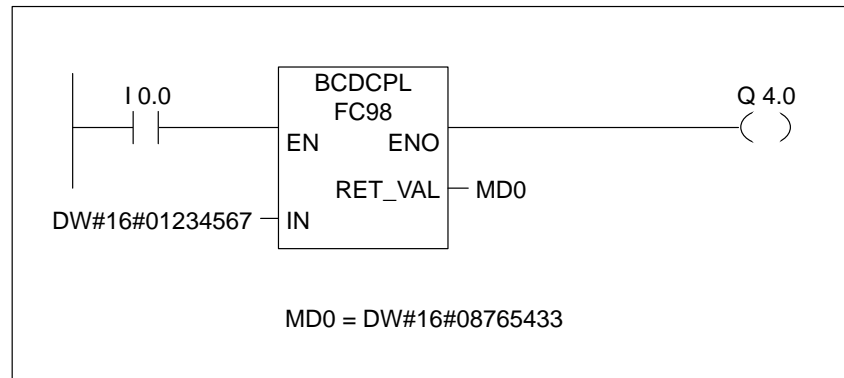 I 0.0
BCDCPL
FC98
Q 4.0
EN ENO
RET_VAL MD0
DW#16#01234567 IN
MD0 = DW#16#08765433